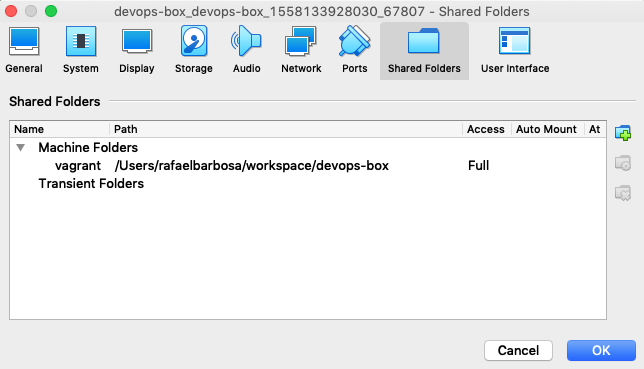 devops-box_devops-box_1558133928030_67807 - Shared Folders
General System Display Storage Audio Network Ports Shared Folders User Interface
Shared Folders
Name Path Access Auto Mount At
Machine Folders
vagrant /Users/rafaelbarbosa/workspace/devops-box Full
Transient Folders
Cancel OK